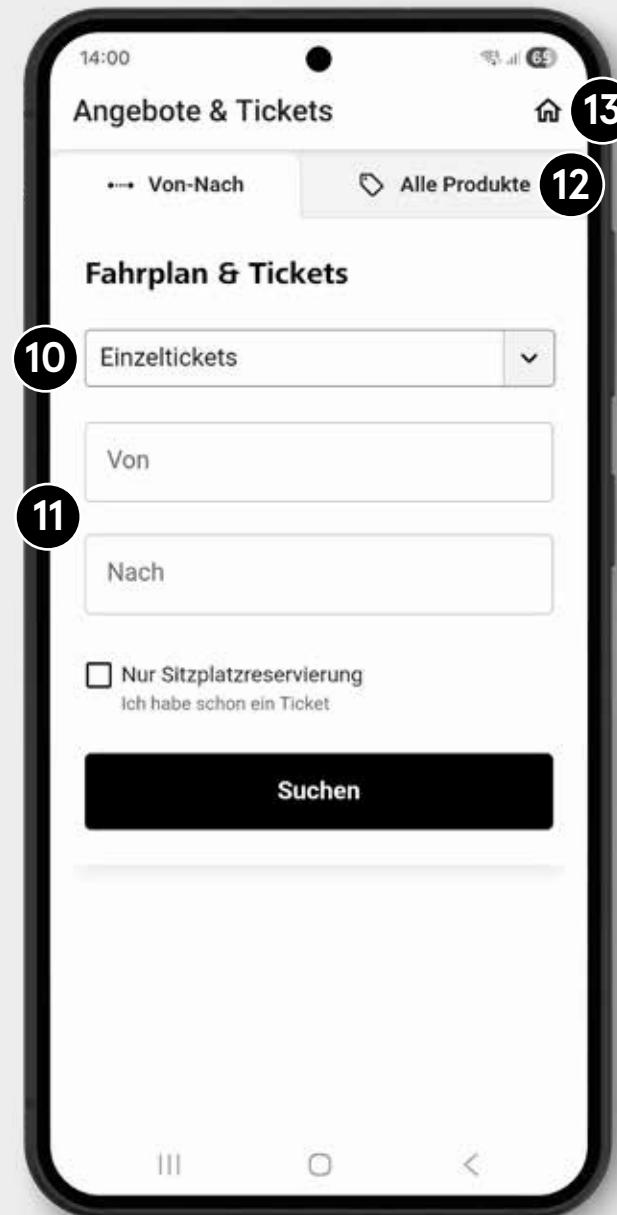 14:00
65
Angebote & Tickets
13
Von-Nach
Alle Produkte
12
Fahrplan & Tickets
10
Einzeltickets
Von
11
Nach
Nur Sitzplatzreservierung
Ich habe schon ein Ticket
Suchen